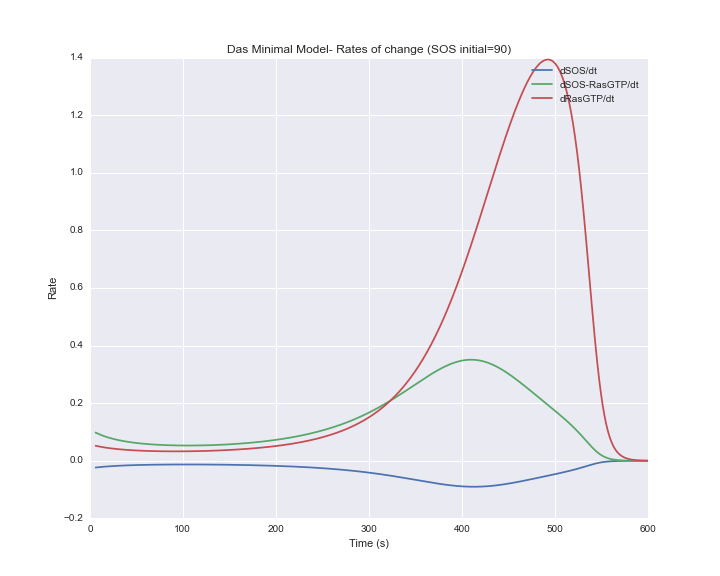 Das Minimal Model- Rates of change (SOS initial=90)
1.4
1.2
1.0
0.8
0.6
0.4
0.2
0.0
−0.2
Rate
dSOS/dt
dSOS-RasGTP/dt
dRasGTP/dt
0 100 200 300 400 500 600
Time (s)